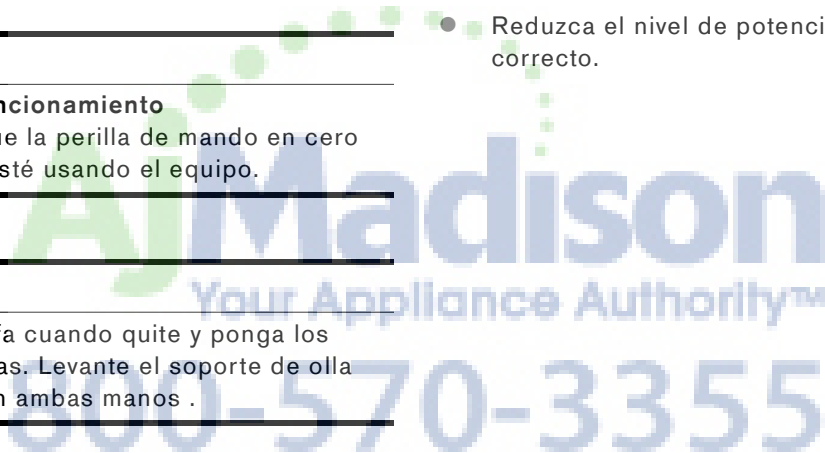 ncionamiento
ue la perilla de mando en cero
sté usando el equipo.
fa cuando quite y ponga los
as. Levante el soporte de olla
n ambas manos .
● Reduzca el nivel de potenci
correcto.
AjMadison
Your Appliance Authority™
800-570-3355